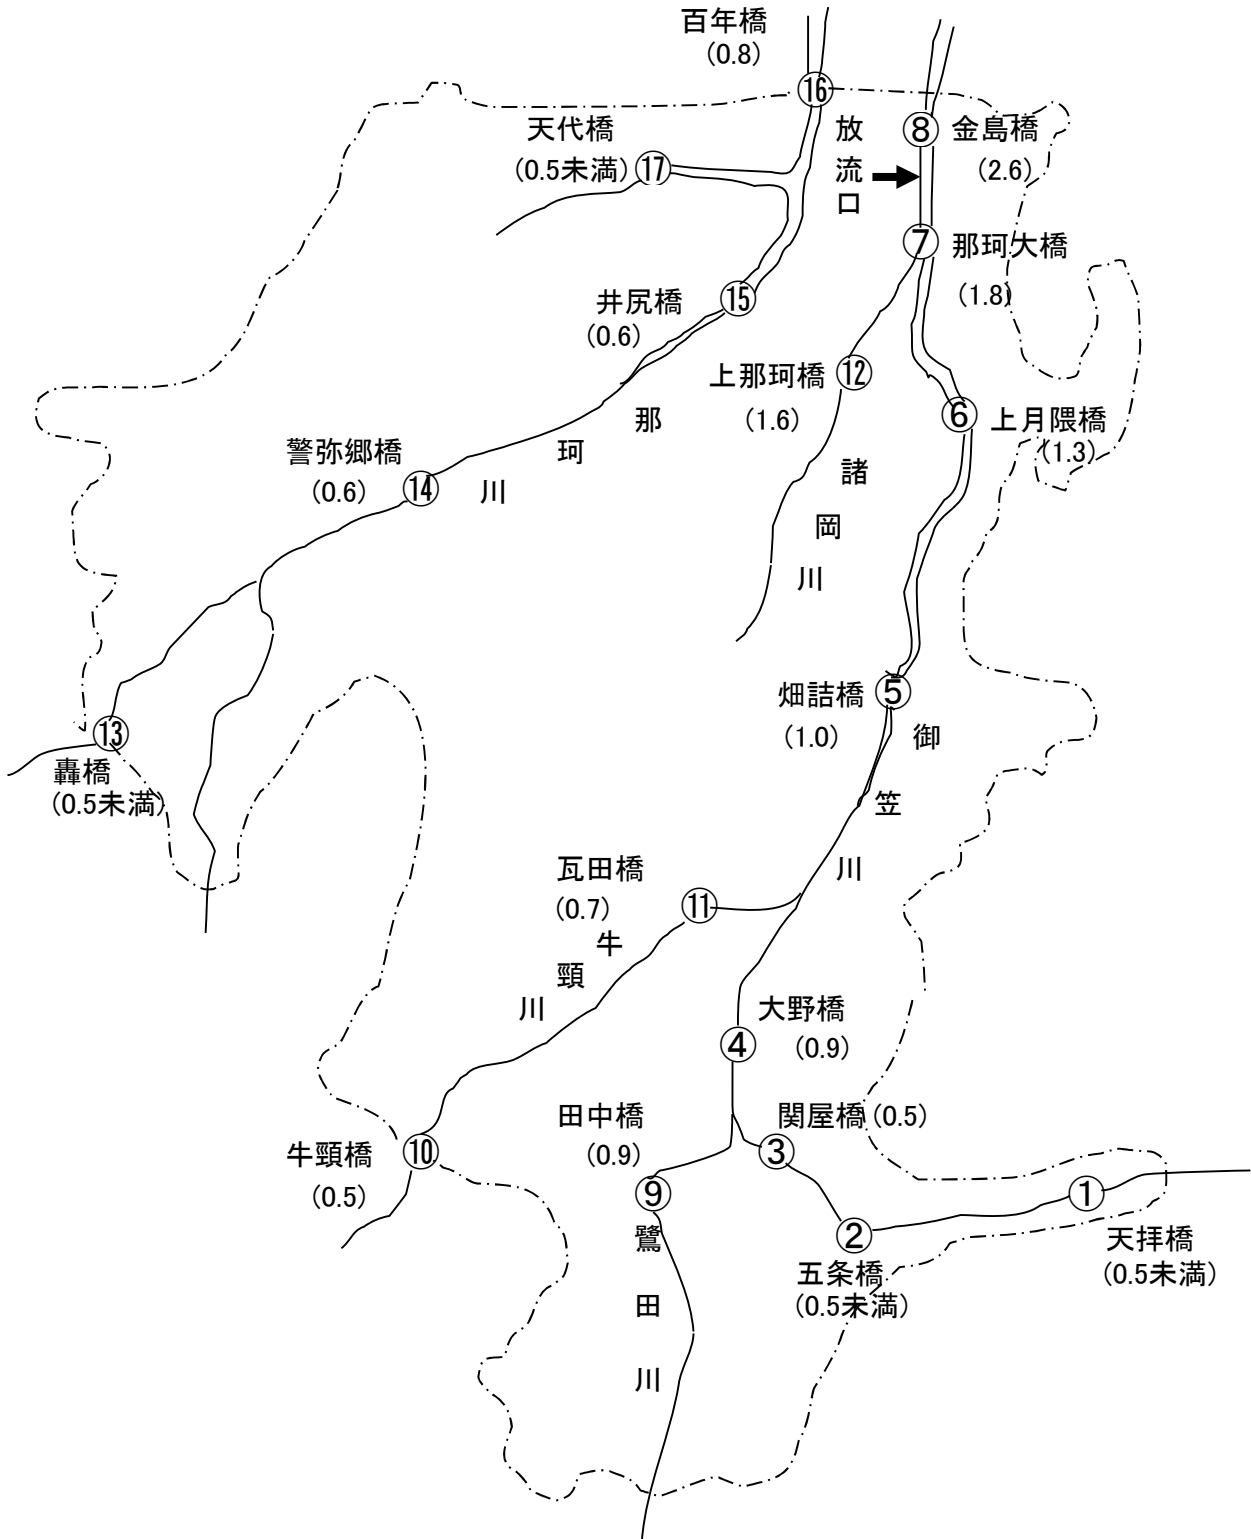 百年橋
(0.8)
⑯
天代橋
(0.5未満)
⑰
放
流
口
⑧
金島橋
(2.6)
⑦
那珂大橋
(1.8)
井尻橋
(0.6)
⑮
上那珂橋
(1.6)
⑫
⑥
上月隈橋
(1.3)
那
珂
川
警弥郷橋
(0.6)
⑭
諸
岡
川
畑詰橋
(1.0)
⑤
⑬
轟橋
(0.5未満)
御
笠
川
瓦田橋
(0.7)
⑪
牛
頸
川
大野橋
(0.9)
④
田中橋
(0.9)
⑨
関屋橋(0.5)
③
牛頸橋
(0.5)
⑩
鷺
田
川
②
五条橋
(0.5未満)
①
天拝橋
(0.5未満)